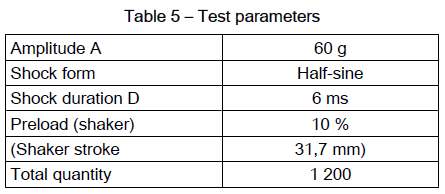 Table 5 – Test parameters
Amplitude A 60 g
Shock form Half-sine
Shock duration D 6 ms
Preload (shaker) 10 %
(Shaker stroke 31,7 mm)
Total quantity 1 200